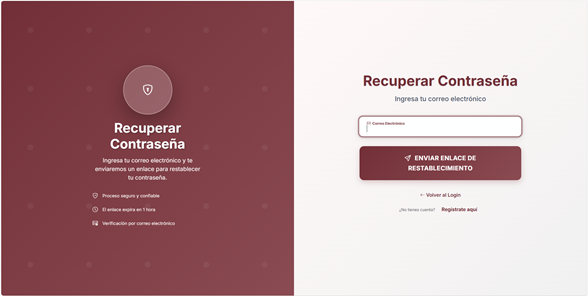 Recuperar
Contraseña
Ingresa tu correo electrónico y te
enviaremos un enlace para restablecer
tu contraseña.
Proceso seguro y confiable
El enlace expira en 1 hora
Verificación por correo electrónico
Recuperar Contraseña
Ingresa tu correo electrónico
Correo Electrónico
ENVIAR ENLACE DE
RESTABLECIMIENTO
← Volver al Login
¿No tienes cuenta? Regístrate aquí